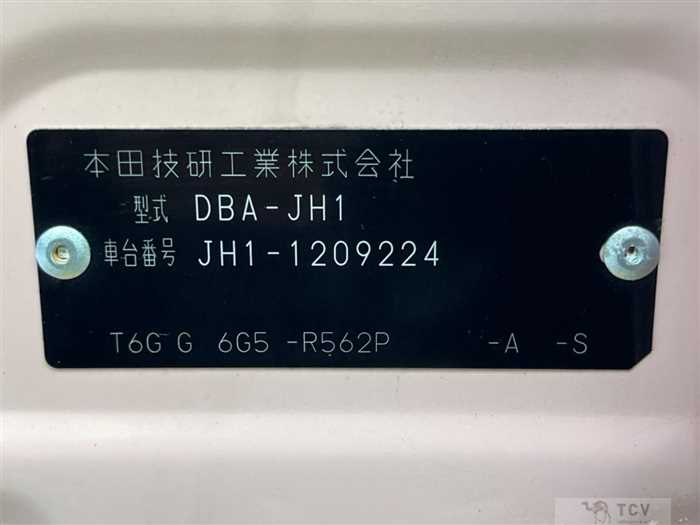 本田技研工業株式会社
型式 DBA-JH1
車台番号 JH1-1209224
T6G G 6G5 -R562P -A -S
TCV